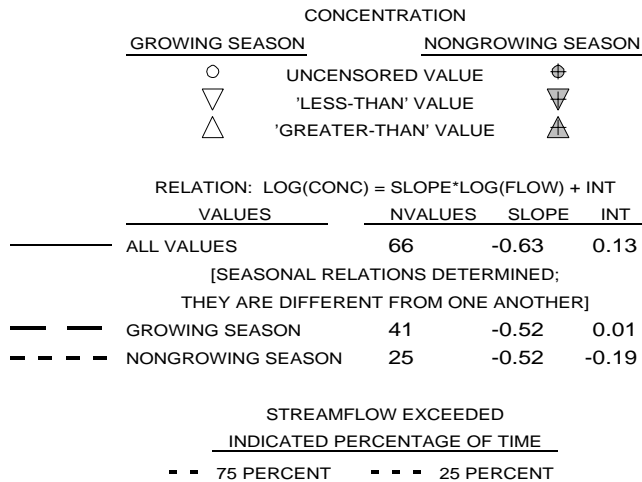 CONCENTRATION
GROWING SEASON NONGROWING SEASON
UNCENSORED VALUE
'LESS-THAN' VALUE
'GREATER-THAN' VALUE
RELATION: LOG(CONC) = SLOPE*LOG(FLOW) + INT
VALUES NVALUES SLOPE INT
ALL VALUES 66 -0.63 0.13
[SEASONAL RELATIONS DETERMINED;
THEY ARE DIFFERENT FROM ONE ANOTHER]
GROWING SEASON 41 -0.52 0.01
NONGROWING SEASON 25 -0.52 -0.19
STREAMFLOW EXCEEDED
INDICATED PERCENTAGE OF TIME
75 PERCENT 25 PERCENT